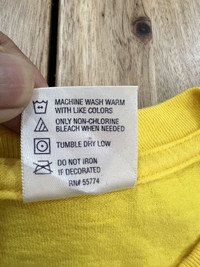 MACHINE WASH WARM
WITH LIKE COLORS
ONLY NON-CHLORINE
BLEACH WHEN NEEDED
TUMBLE DRY LOW
DO NOT IRON
IF DECORATED
RN# 55774